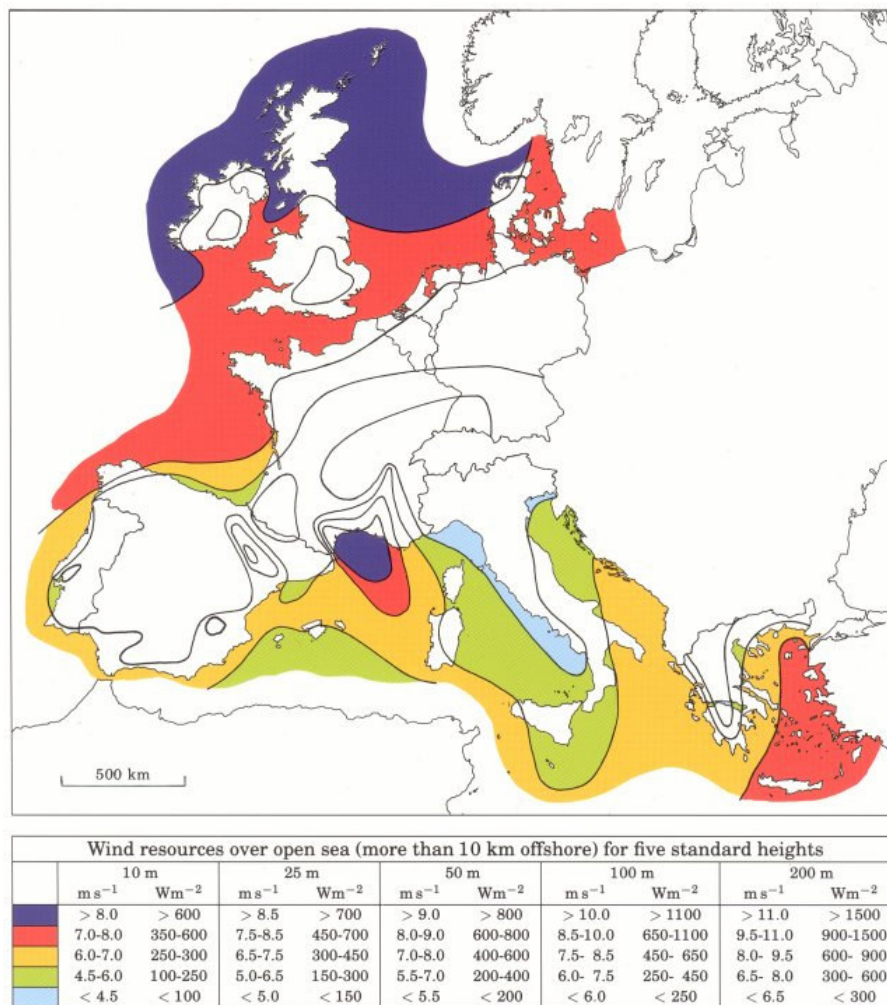 500 km
Wind resources over open sea (more than 10 km offshore) for five standard heights
10 m 25 m 50 m 100 m 200 m
m s⁻¹ Wm⁻² m s⁻¹ Wm⁻² m s⁻¹ Wm⁻² m s⁻¹ Wm⁻² m s⁻¹ Wm⁻²
> 8.0 > 600 > 8.5 > 700 > 9.0 > 800 > 10.0 > 1100 > 11.0 > 1500
7.0-8.0 350-600 7.5-8.5 450-700 8.0-9.0 600-800 8.5-10.0 650-1100 9.5-11.0 900-1500
6.0-7.0 250-300 6.5-7.5 300-450 7.0-8.0 400-600 7.5- 8.5 450- 650 8.0- 9.5 600- 900
4.5-6.0 100-250 5.0-6.5 150-300 5.5-7.0 200-400 6.0- 7.5 250- 450 6.5- 8.0 300- 600
< 4.5 < 100 < 5.0 < 150 < 5.5 < 200 < 6.0 < 250 < 6.5 < 300